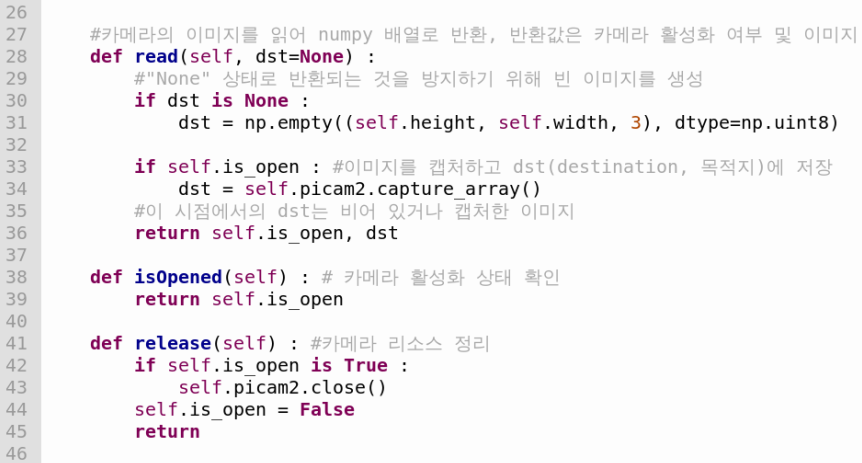 26
27 #카메라의 이미지를 읽어 numpy 배열로 반환, 반환값은 카메라 활성화 여부 및 이미지
28 def read(self, dst=None) :
29 #"None" 상태로 반환되는 것을 방지하기 위해 빈 이미지를 생성
30 if dst is None :
31 dst = np.empty((self.height, self.width, 3), dtype=np.uint8)
32
33 if self.is_open : #이미지를 캡처하고 dst(destination, 목적지)에 저장
34 dst = self.picam2.capture_array()
35 #이 시점에서의 dst는 비어 있거나 캡처한 이미지
36 return self.is_open, dst
37
38 def isOpened(self) : # 카메라 활성화 상태 확인
39 return self.is_open
40
41 def release(self) : #카메라 리소스 정리
42 if self.is_open is True :
43 self.picam2.close()
44 self.is_open = False
45 return
46